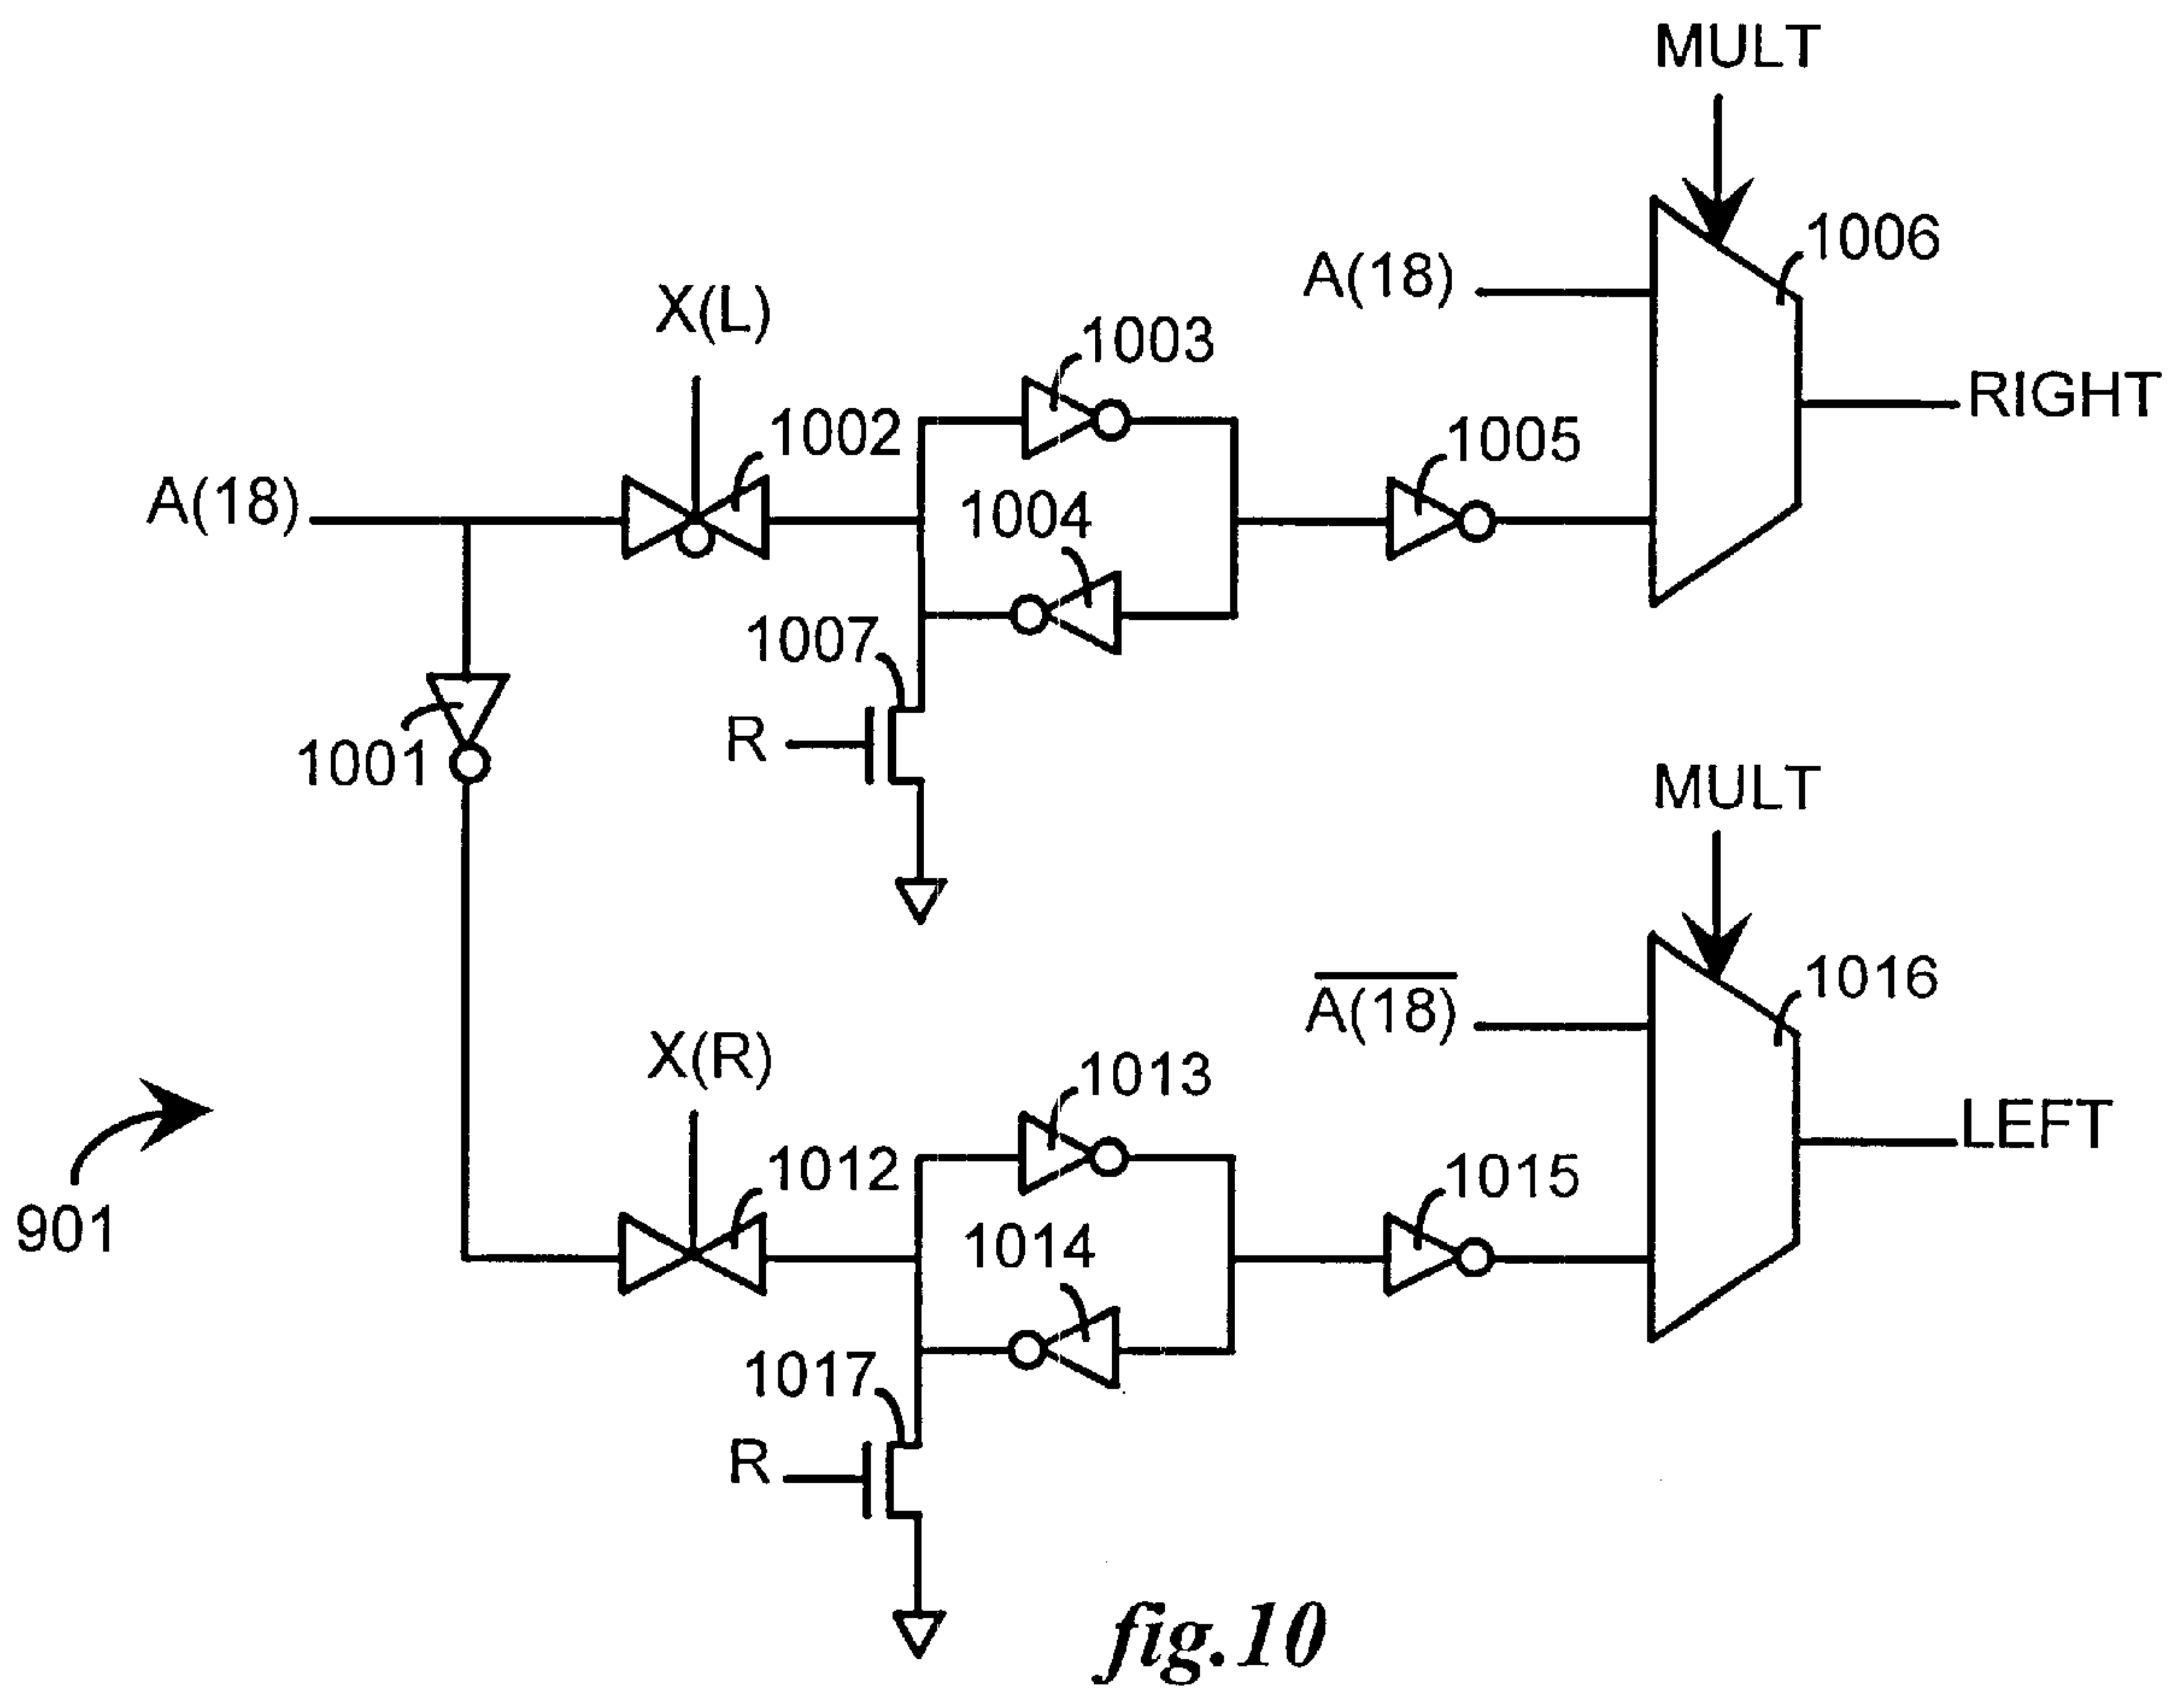 MULT
1006
A(18)
X(L)
1003
RIGHT
1002
1005
A(18)
1004
1007
R
1001
MULT
1016
A(18)
X(R)
1013
LEFT
1012
1015
901
1014
1017
R
fig.10